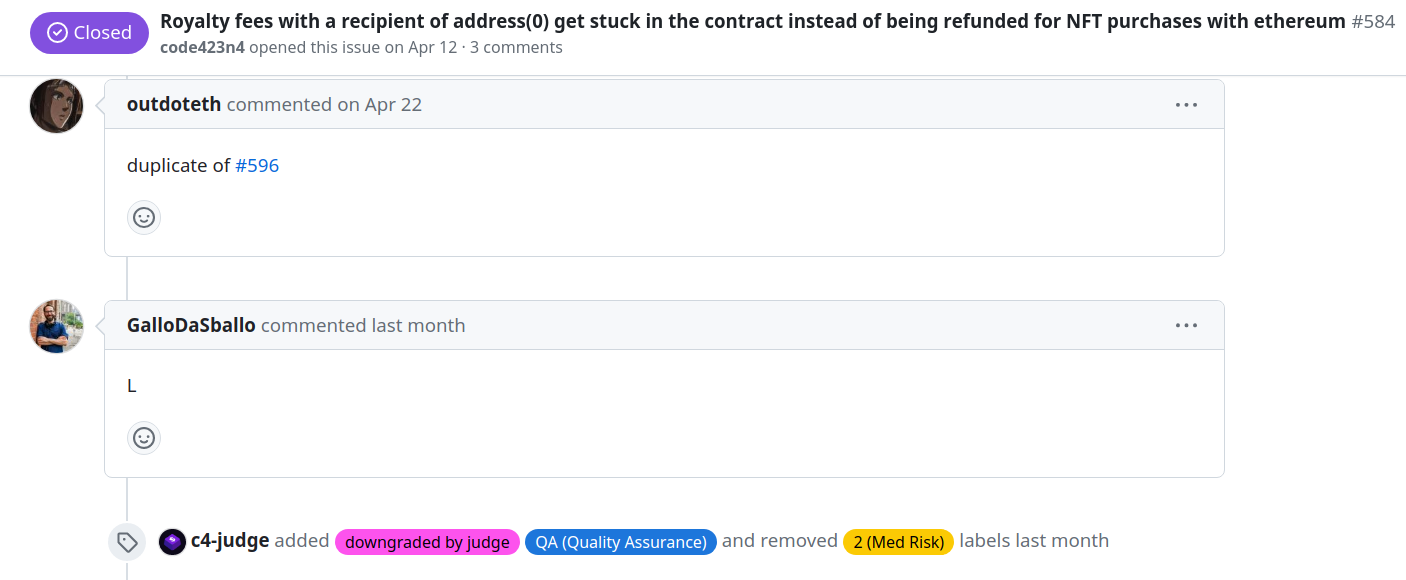 Closed
Royalty fees with a recipient of address(0) get stuck in the contract instead of being refunded for NFT purchases with ethereum #584
code423n4 opened this issue on Apr 12 · 3 comments
outdoteth commented on Apr 22
duplicate of #596
GalloDaSballo commented last month
L
c4-judge added downgraded by judge QA (Quality Assurance) and removed 2 (Med Risk) labels last month